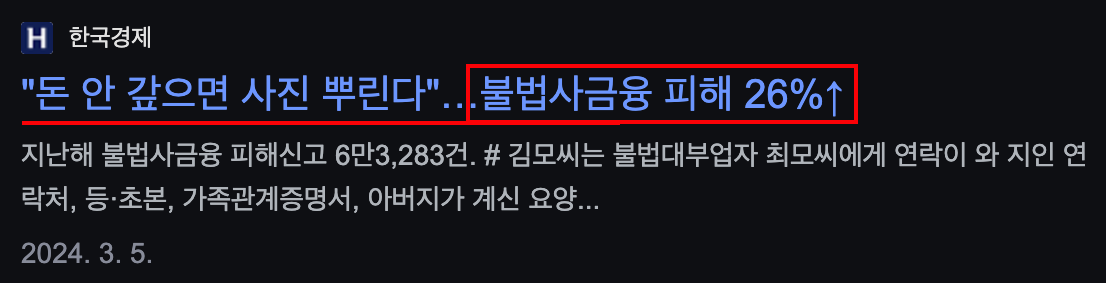 H 한국경제
"돈 안 갚으면 사진 뿌린다"…불법사금융 피해 26%↑
지난해 불법사금융 피해신고 6만3,283건. # 김모씨는 불법대부업자 최모씨에게 연락이 와 지인 연
락처, 등·초본, 가족관계증명서, 아버지가 계신 요양...
2024. 3. 5.